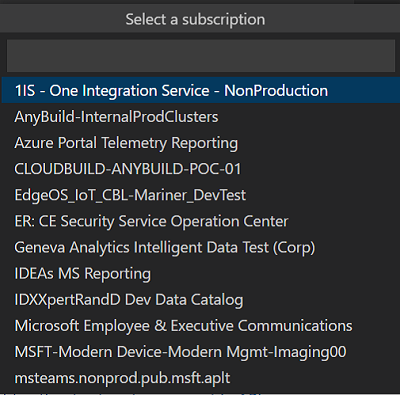 Select a subscription
1IS - One Integration Service - NonProduction
AnyBuild-InternalProdClusters
Azure Portal Telemetry Reporting
CLOUDBUILD-ANYBUILD-POC-01
EdgeOS_IoT_CBL-Mariner_DevTest
ER: CE Security Service Operation Center
Geneva Analytics Intelligent Data Test (Corp)
IDEAs MS Reporting
IDXXpertRandD Dev Data Catalog
Microsoft Employee & Executive Communications
MSFT-Modern Device-Modern Mgmt-Imaging00
msteams.nonprod.pub.msft.aplt